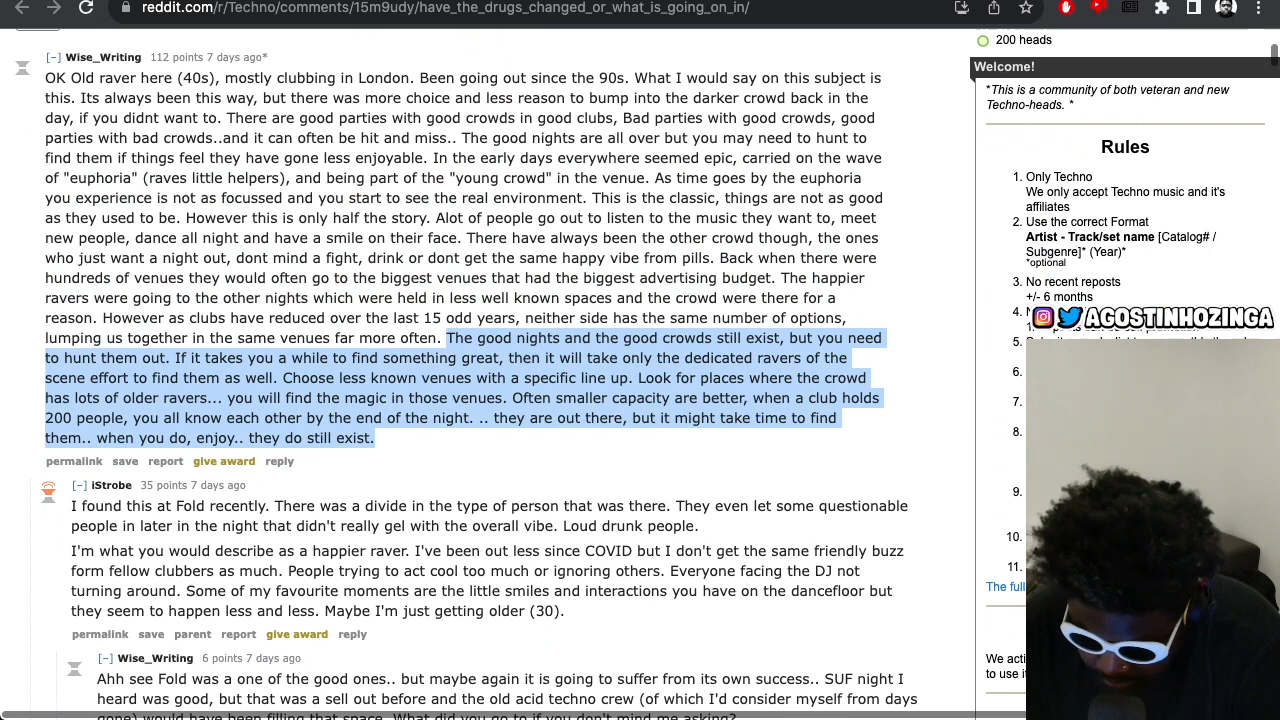 reddit.com/r/Techno/comments/15m9udy/have_the_drugs_changed_or_what_is_going_on_in/
200 heads
Welcome!
*This is a community of both veteran and new
Techno-heads. *
Rules
1. Only Techno
We only accept Techno music and it's
affiliates
2. Use the correct Format
Artist - Track/set name [Catalog# /
Subgenre]* (Year)*
*optional
3. No recent reposts
+/- 6 months
4.
AGOSTINHOZINGA
5.
6.
7.
8.
9.
10.
11.
The full
We acti
to use i
[-] Wise_Writing 112 points 7 days ago*
OK Old raver here (40s), mostly clubbing in London. Been going out since the 90s. What I would say on this subject is
this. Its always been this way, but there was more choice and less reason to bump into the darker crowd back in the
day, if you didnt want to. There are good parties with good crowds in good clubs, Bad parties with good crowds, good
parties with bad crowds..and it can often be hit and miss.. The good nights are all over but you may need to hunt to
find them if things feel they have gone less enjoyable. In the early days everywhere seemed epic, carried on the wave
of "euphoria" (raves little helpers), and being part of the "young crowd" in the venue. As time goes by the euphoria
you experience is not as focussed and you start to see the real environment. This is the classic, things are not as good
as they used to be. However this is only half the story. Alot of people go out to listen to the music they want to, meet
new people, dance all night and have a smile on their face. There have always been the other crowd though, the ones
who just want a night out, dont mind a fight, drink or dont get the same happy vibe from pills. Back when there were
hundreds of venues they would often go to the biggest venues that had the biggest advertising budget. The happier
ravers were going to the other nights which were held in less well known spaces and the crowd were there for a
reason. However as clubs have reduced over the last 15 odd years, neither side has the same number of options,
lumping us together in the same venues far more often. The good nights and the good crowds still exist, but you need
to hunt them out. If it takes you a while to find something great, then it will take only the dedicated ravers of the
scene effort to find them as well. Choose less known venues with a specific line up. Look for places where the crowd
has lots of older ravers... you will find the magic in those venues. Often smaller capacity are better, when a club holds
200 people, you all know each other by the end of the night. .. they are out there, but it might take time to find
them.. when you do, enjoy.. they do still exist.
permalink save report give award reply
[-] iStrobe 35 points 7 days ago
I found this at Fold recently. There was a divide in the type of person that was there. They even let some questionable
people in later in the night that didn't really gel with the overall vibe. Loud drunk people.
I'm what you would describe as a happier raver. I've been out less since COVID but I don't get the same friendly buzz
form fellow clubbers as much. People trying to act cool too much or ignoring others. Everyone facing the DJ not
turning around. Some of my favourite moments are the little smiles and interactions you have on the dancefloor but
they seem to happen less and less. Maybe I'm just getting older (30).
permalink save parent report give award reply
[-] Wise_Writing 6 points 7 days ago
Ahh see Fold was a one of the good ones.. but maybe again it is going to suffer from its own success.. SUF night I
heard was good, but that was a sell out before and the old acid techno crew (of which I'd consider myself from days
gone) would have been filling that space. What did you go to if you don't mind me asking?